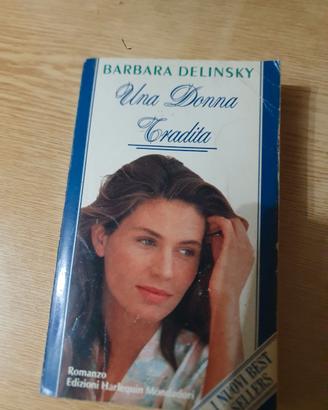 BARBARA DELINSKY
Una Donna
Tradita
Romanzo
Edizioni Harlequin Mondadori
I NUOVI BEST
SELLERS